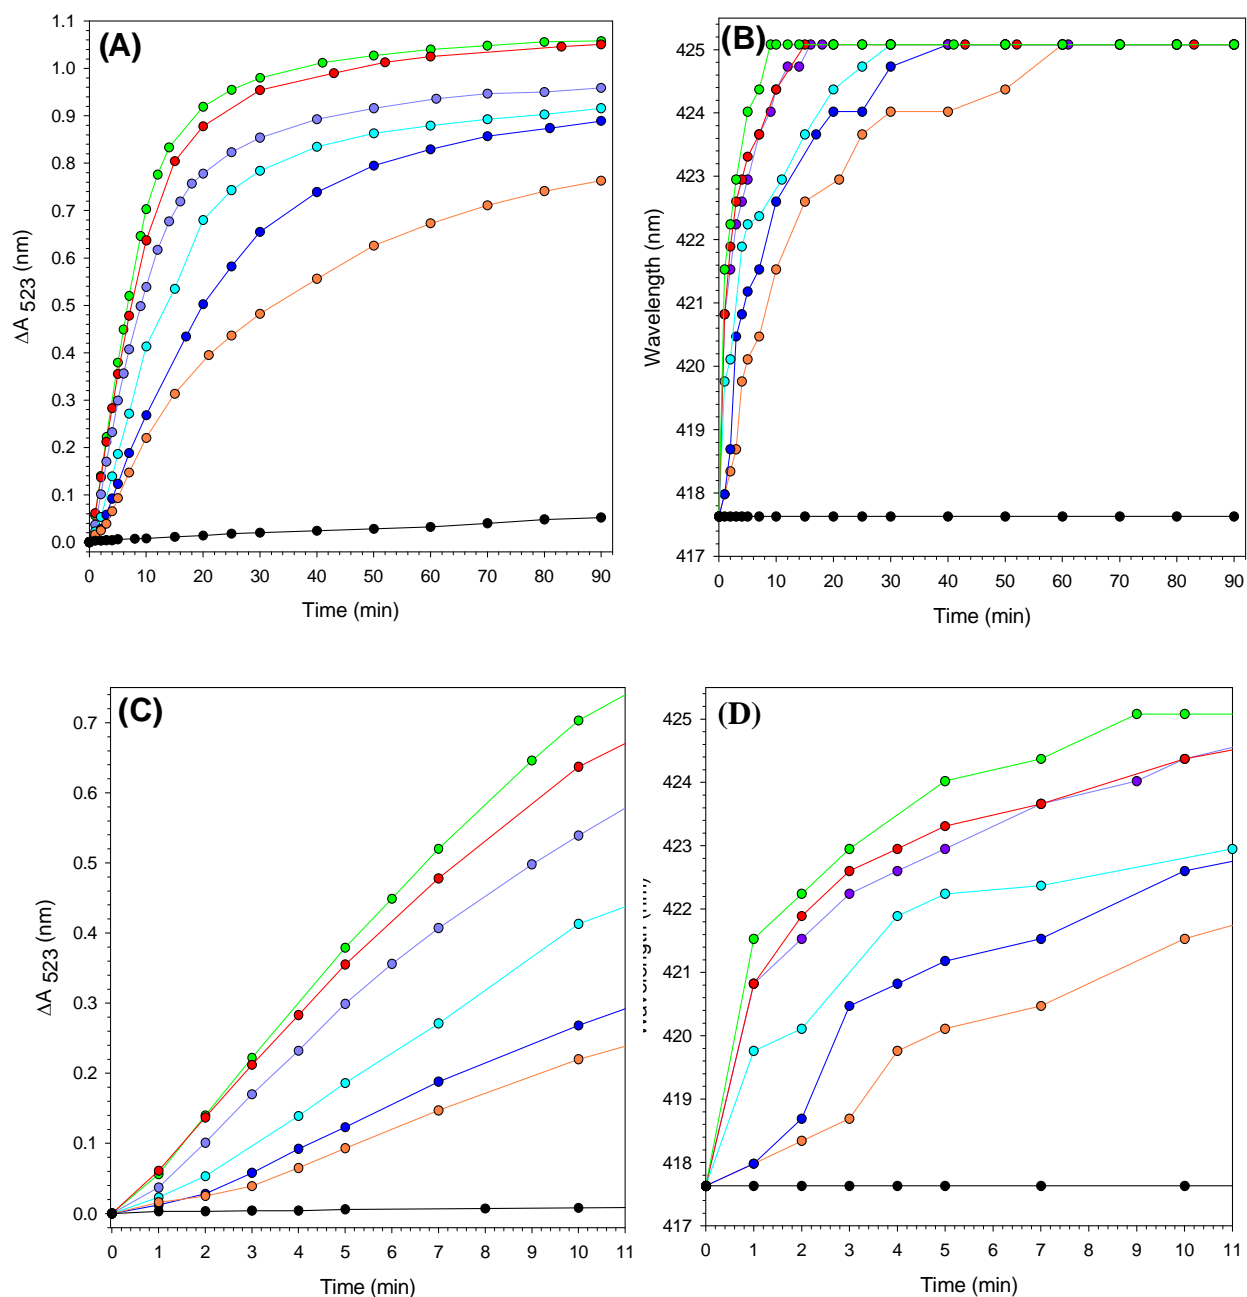 (A)
1.1
1.0
0.9
0.8
0.7
0.6
0.5
0.4
0.3
0.2
0.1
0.0
ΔA 523 (nm)
0 10 20 30 40 50 60 70 80 90
Time (min)
(B)
425
424
423
422
421
420
419
418
417
Wavelength (nm)
0 10 20 30 40 50 60 70 80 90
Time (min)
(C)
0.7
0.6
0.5
0.4
0.3
0.2
0.1
0.0
ΔA 523 (nm)
0 1 2 3 4 5 6 7 8 9 10 11
Time (min)
(D)
425
424
423
422
421
420
419
418
417
Wavelength (nm)
0 1 2 3 4 5 6 7 8 9 10 11
Time (min)